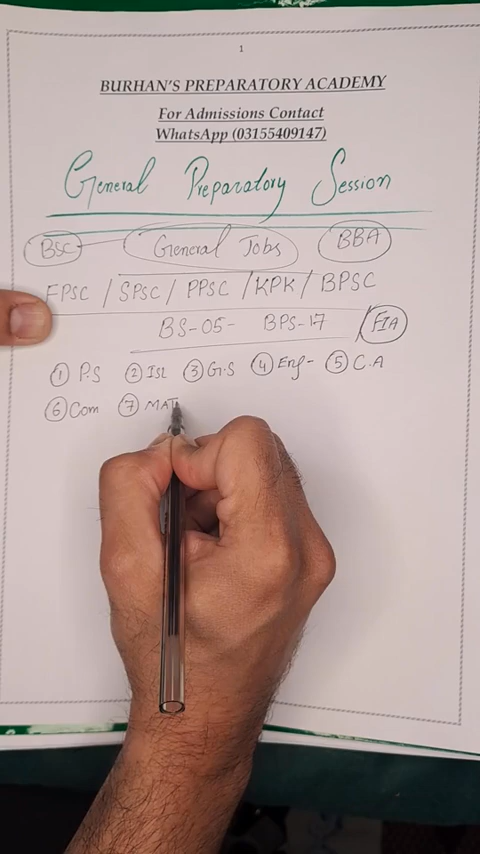 1
BURHAN'S PREPARATORY ACADEMY
For Admissions Contact
WhatsApp (03155409147)
General Preparatory Session
BSC General Jobs BBA
FPSC / SPSC / PPSC / KPK / BPSC
BS-05- BPS-17 / FIA
① P.S ② Isl ③ G.S ④ Eng- ⑤ C.A
⑥ Com ⑦ MAT